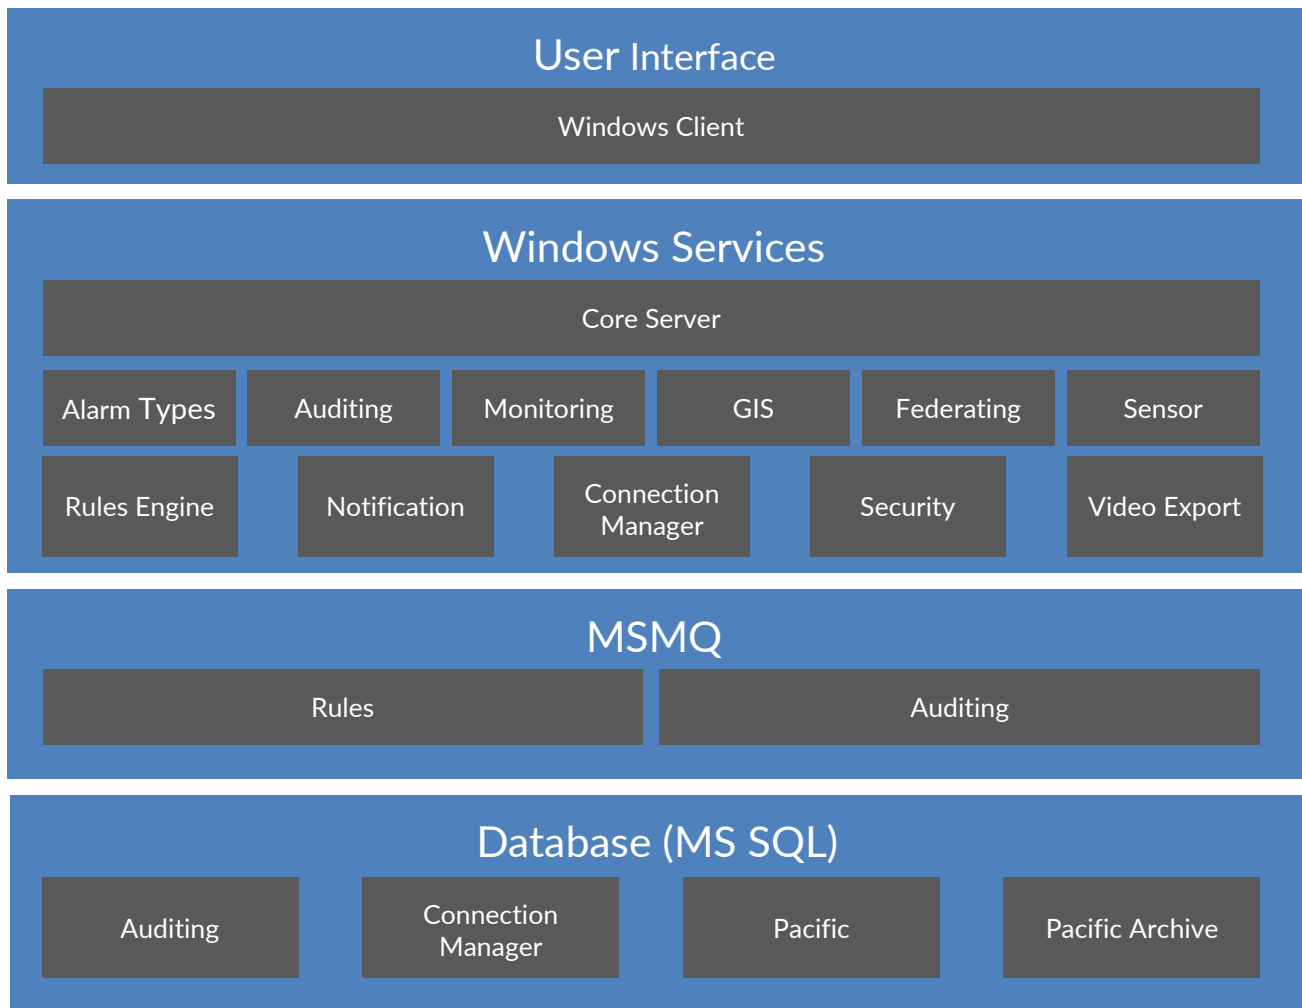 User Interface
Windows Client
Windows Services
Core Server
Alarm Types
Auditing
Monitoring
GIS
Federating
Sensor
Rules Engine
Notification
Connection
Manager
Security
Video Export
MSMQ
Rules
Auditing
Database (MS SQL)
Auditing
Connection
Manager
Pacific
Pacific Archive